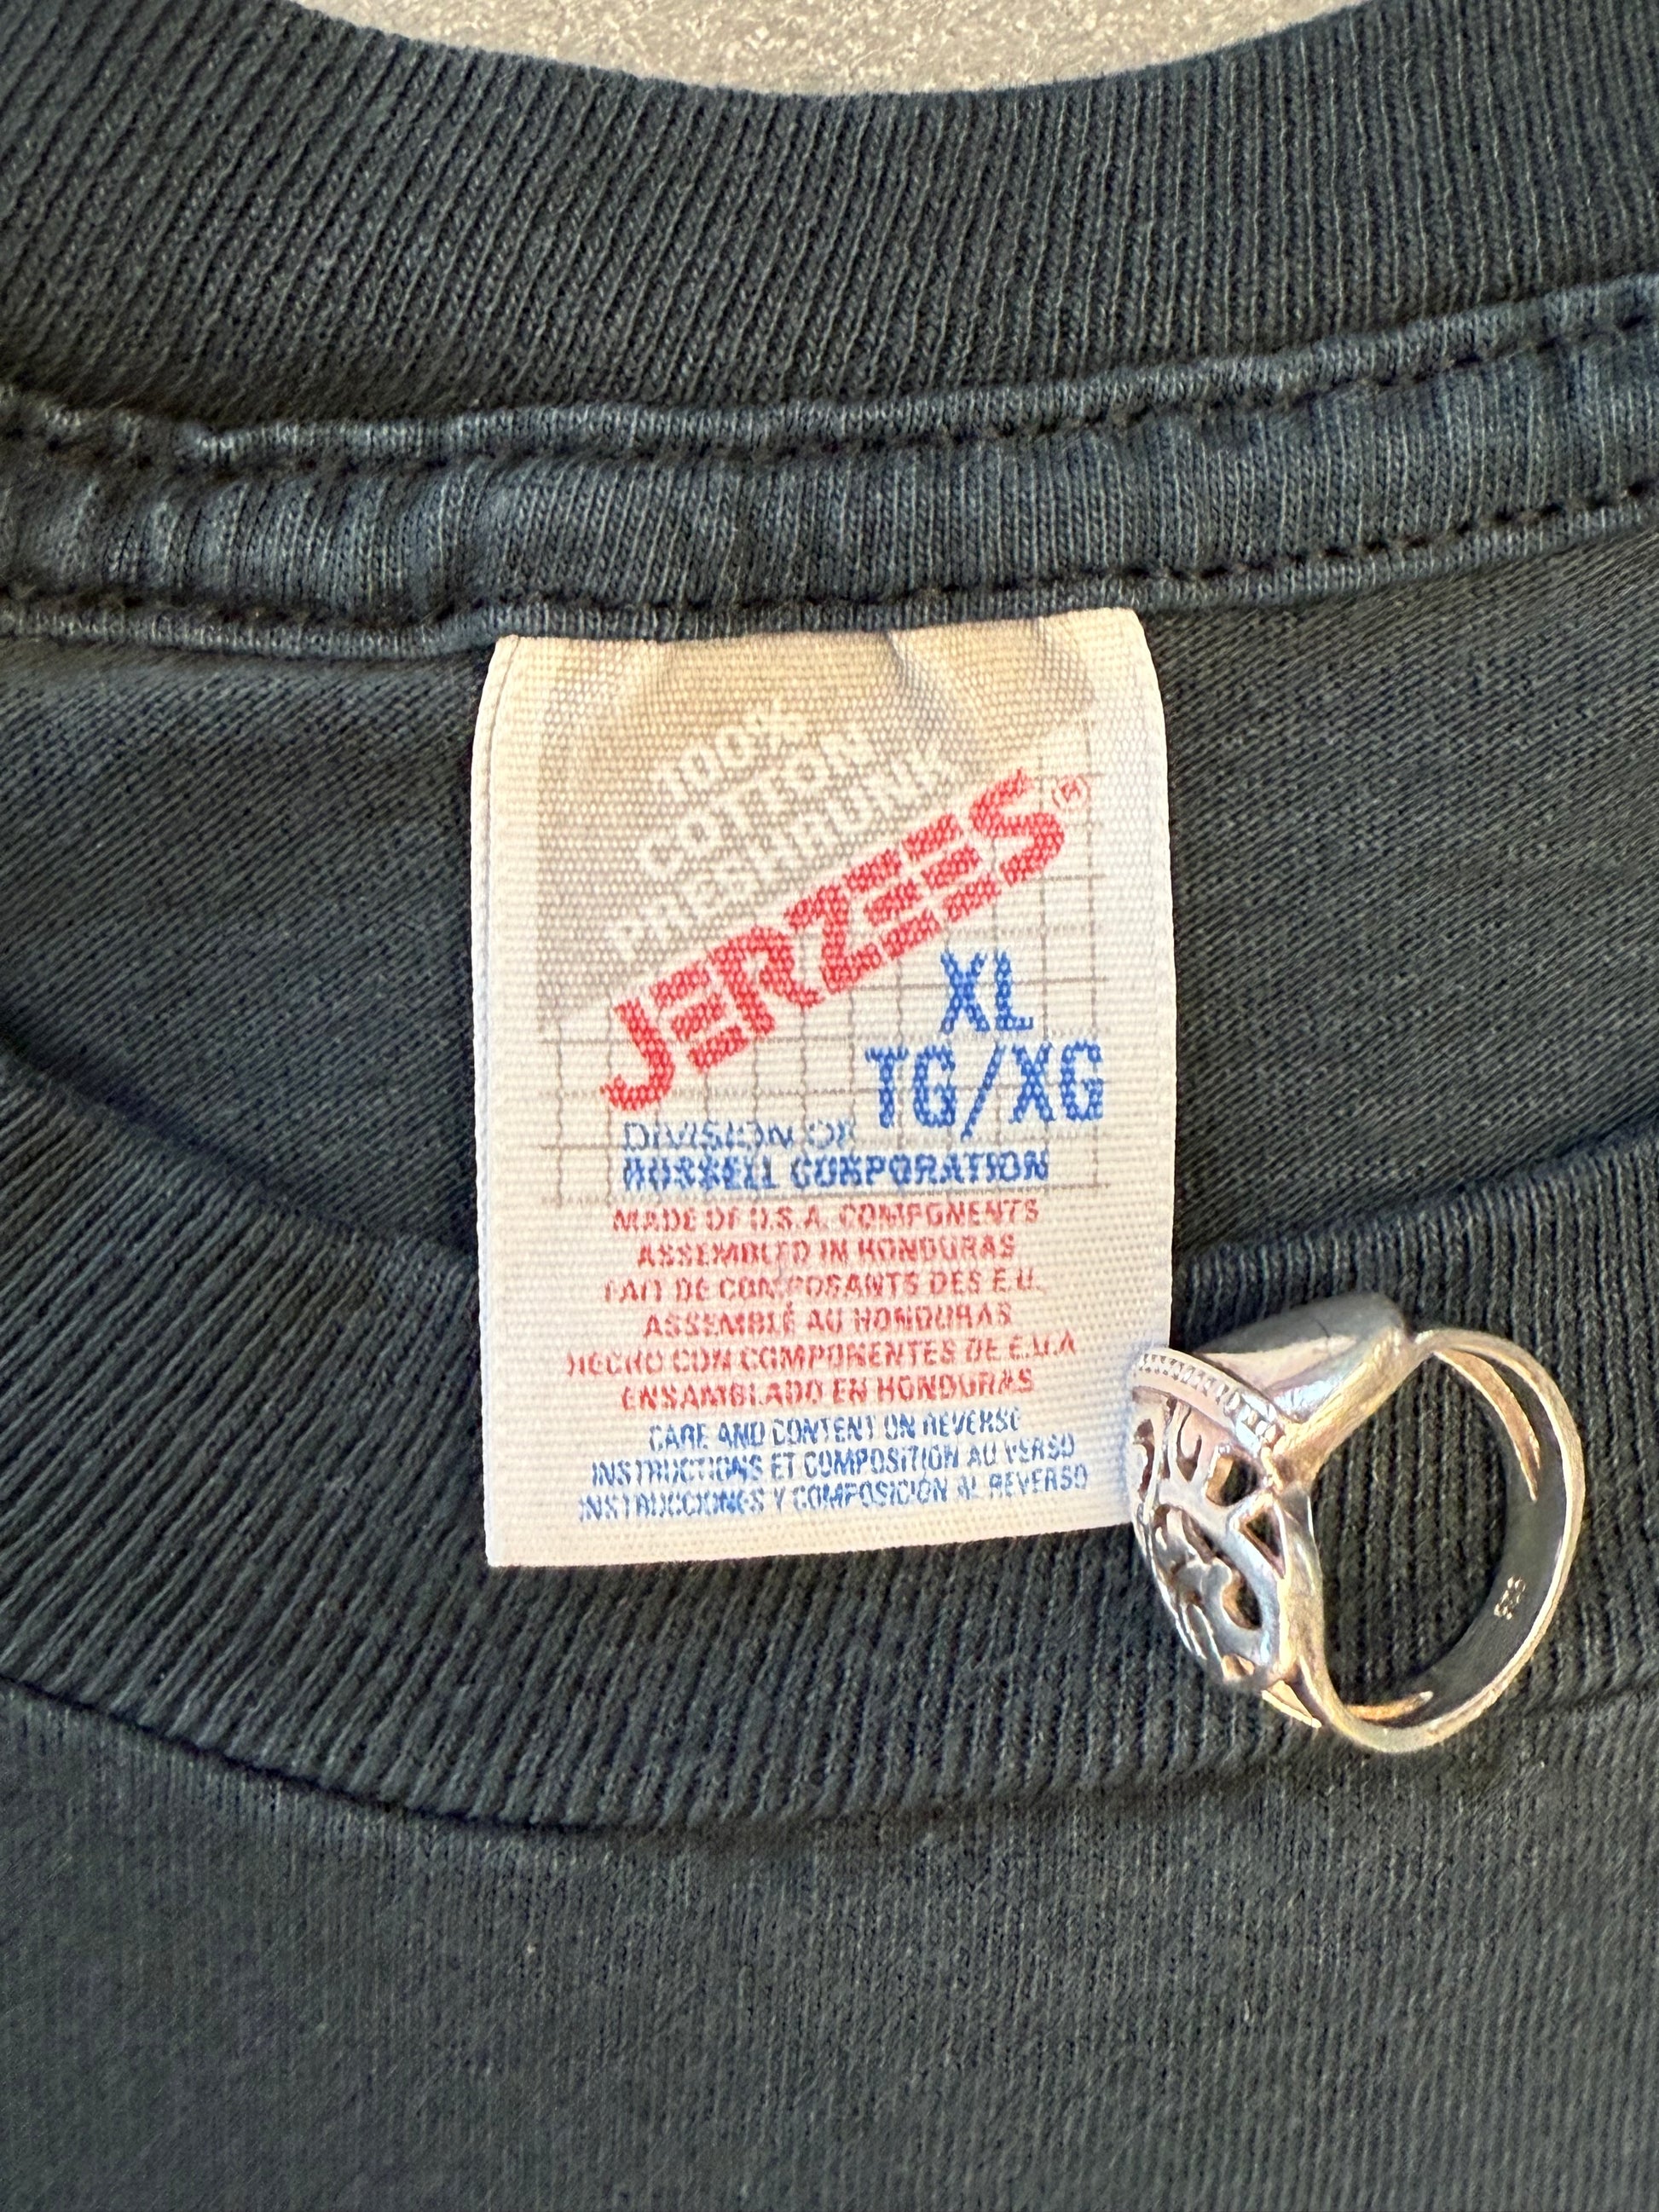 100%
COTTON
PRESHRUNK
JERZEES®
XL
TG/XG
DIVISION OF
RUSSELL CORPORATION
MADE OF U.S.A. COMPONENTS
ASSEMBLED IN HONDURAS
FAIT DE COMPOSANTS DES E.U.
ASSEMBLÉ AU HONDURAS
HECHO CON COMPONENTES DE E.U.A
ENSAMBLADO EN HONDURAS
CARE AND CONTENT ON REVERSE
INSTRUCTIONS ET COMPOSITION AU VERSO
INSTRUCCIONES Y COMPOSICIÓN AL REVERSO
925